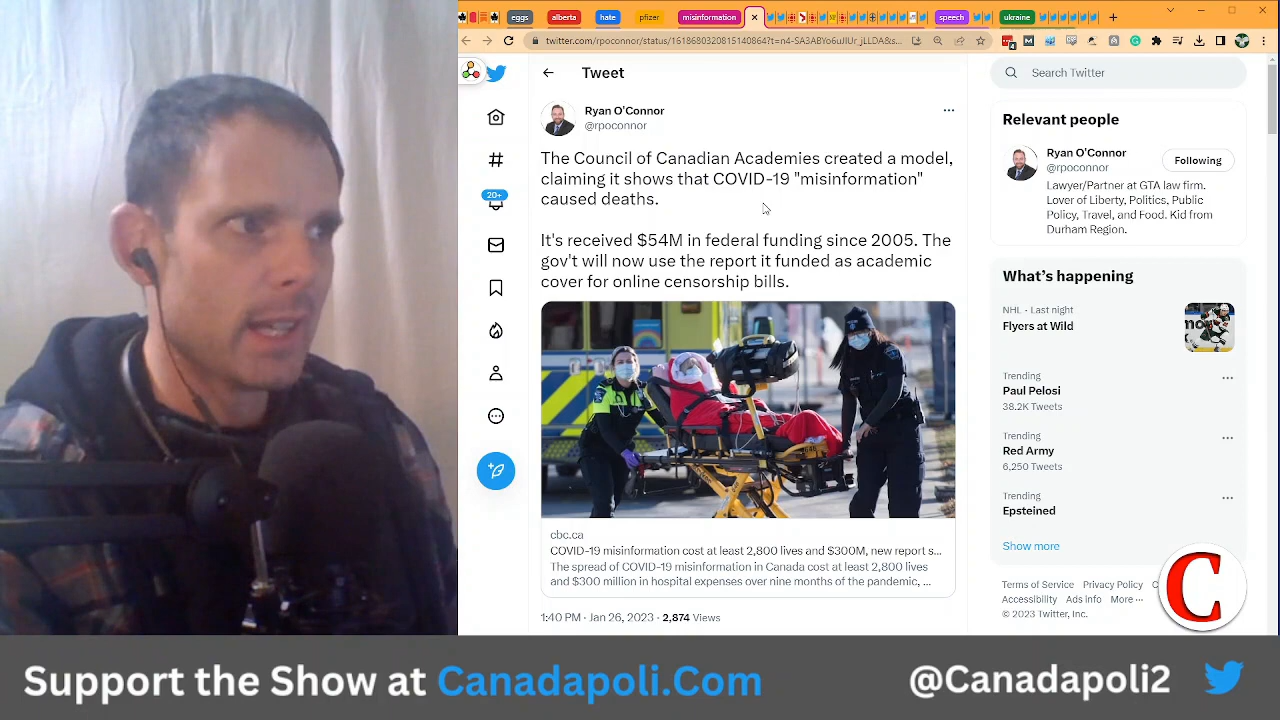 eggs
alberta
hate
pfizer
misinformation
speech
ukraine
twitter.com/rpoconnor/status/1618680320815140864?t=n4-SA3ABYo6uJIUr_jLLDA&s...
Tweet
Search Twitter
Ryan O'Connor
@rpoconnor
The Council of Canadian Academies created a model,
claiming it shows that COVID-19 "misinformation"
caused deaths.
It's received $54M in federal funding since 2005. The
gov't will now use the report it funded as academic
cover for online censorship bills.
cbc.ca
COVID-19 misinformation cost at least 2,800 lives and $300M, new report s...
The spread of COVID-19 misinformation in Canada cost at least 2,800 lives
and $300 million in hospital expenses over nine months of the pandemic, ...
1:40 PM · Jan 26, 2023 · 2,874 Views
20+
Relevant people
Ryan O'Connor
@rpoconnor
Following
Lawyer/Partner at GTA law firm.
Lover of Liberty. Politics. Public
Policy, Travel, and Food. Kid from
Durham Region.
What's happening
NHL · Last night
Flyers at Wild
Trending
Paul Pelosi
38.2K Tweets
Trending
Red Army
6,250 Tweets
Trending
Epsteined
Show more
Terms of Service Privacy Policy C
Accessibility Ads info More ···
© 2023 Twitter, Inc.
C
Support the Show at Canadapoli.Com
@Canadapoli2